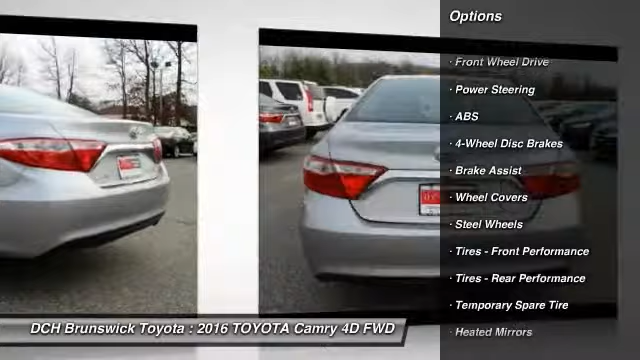 Options
· Front Wheel Drive
· Power Steering
· ABS
· 4-Wheel Disc Brakes
· Brake Assist
· Wheel Covers
· Steel Wheels
· Tires - Front Performance
· Tires - Rear Performance
· Temporary Spare Tire
· Heated Mirrors
DCH Brunswick Toyota : 2016 TOYOTA Camry 4D FWD